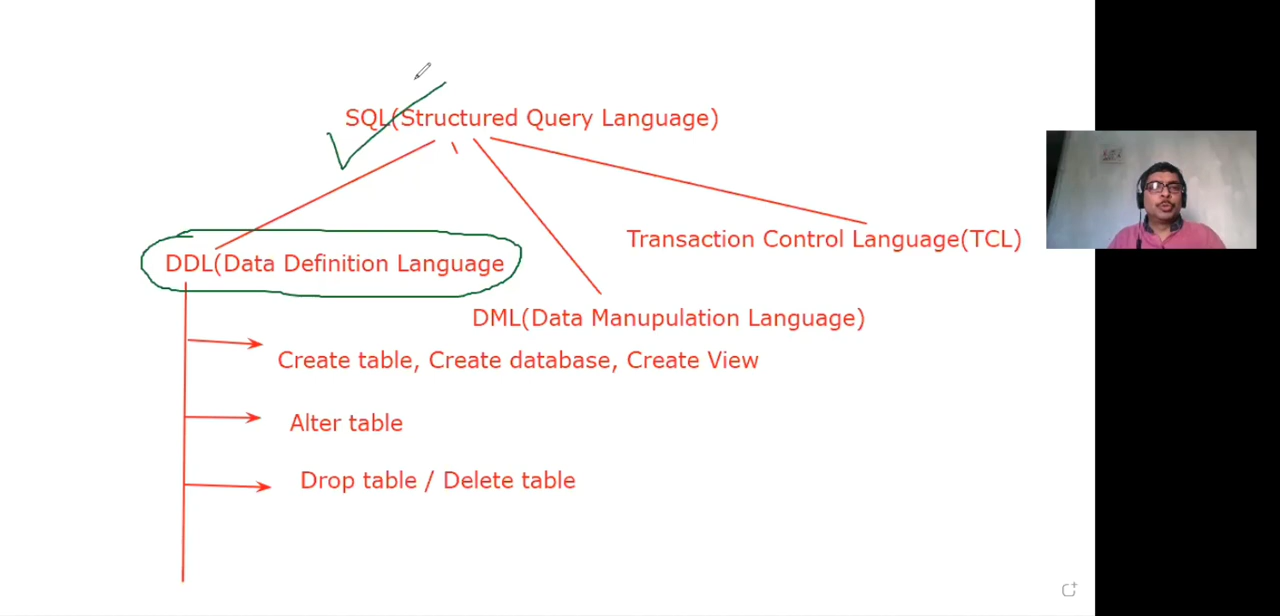 SQL(Structured Query Language)
Transaction Control Language(TCL)
DDL(Data Definition Language
DML(Data Manupulation Language)
Create table, Create database, Create View
Alter table
Drop table / Delete table